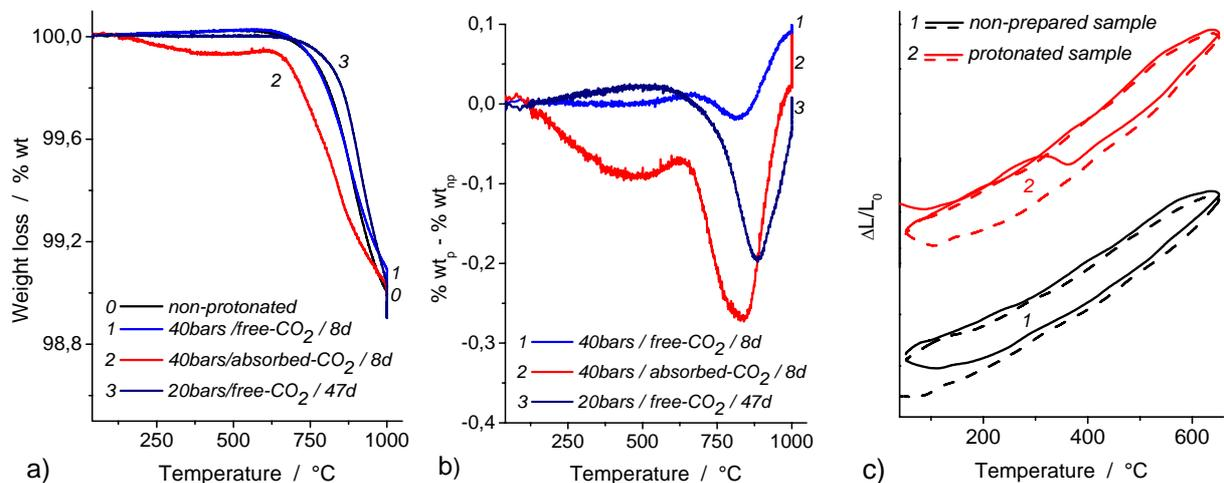 100,0
99,6
99,2
98,8
Weight loss / % wt
3
2
1
0
0 non-protonated
1 40bars /free-CO2 / 8d
2 40bars/absorbed-CO2 / 8d
3 20bars/free-CO2 / 47d
250 500 750 1000
Temperature / °C
a)
0,1
0,0
-0,1
-0,2
-0,3
-0,4
% wtp - % wtnp
1
2
3
1 40bars / free-CO2 / 8d
2 40bars / absorbed-CO2 / 8d
3 20bars / free-CO2 / 47d
250 500 750 1000
Temperature / °C
b)
1 non-prepared sample
2 protonated sample
ΔL/L0
2
1
200 400 600
Temperature / °C
c)